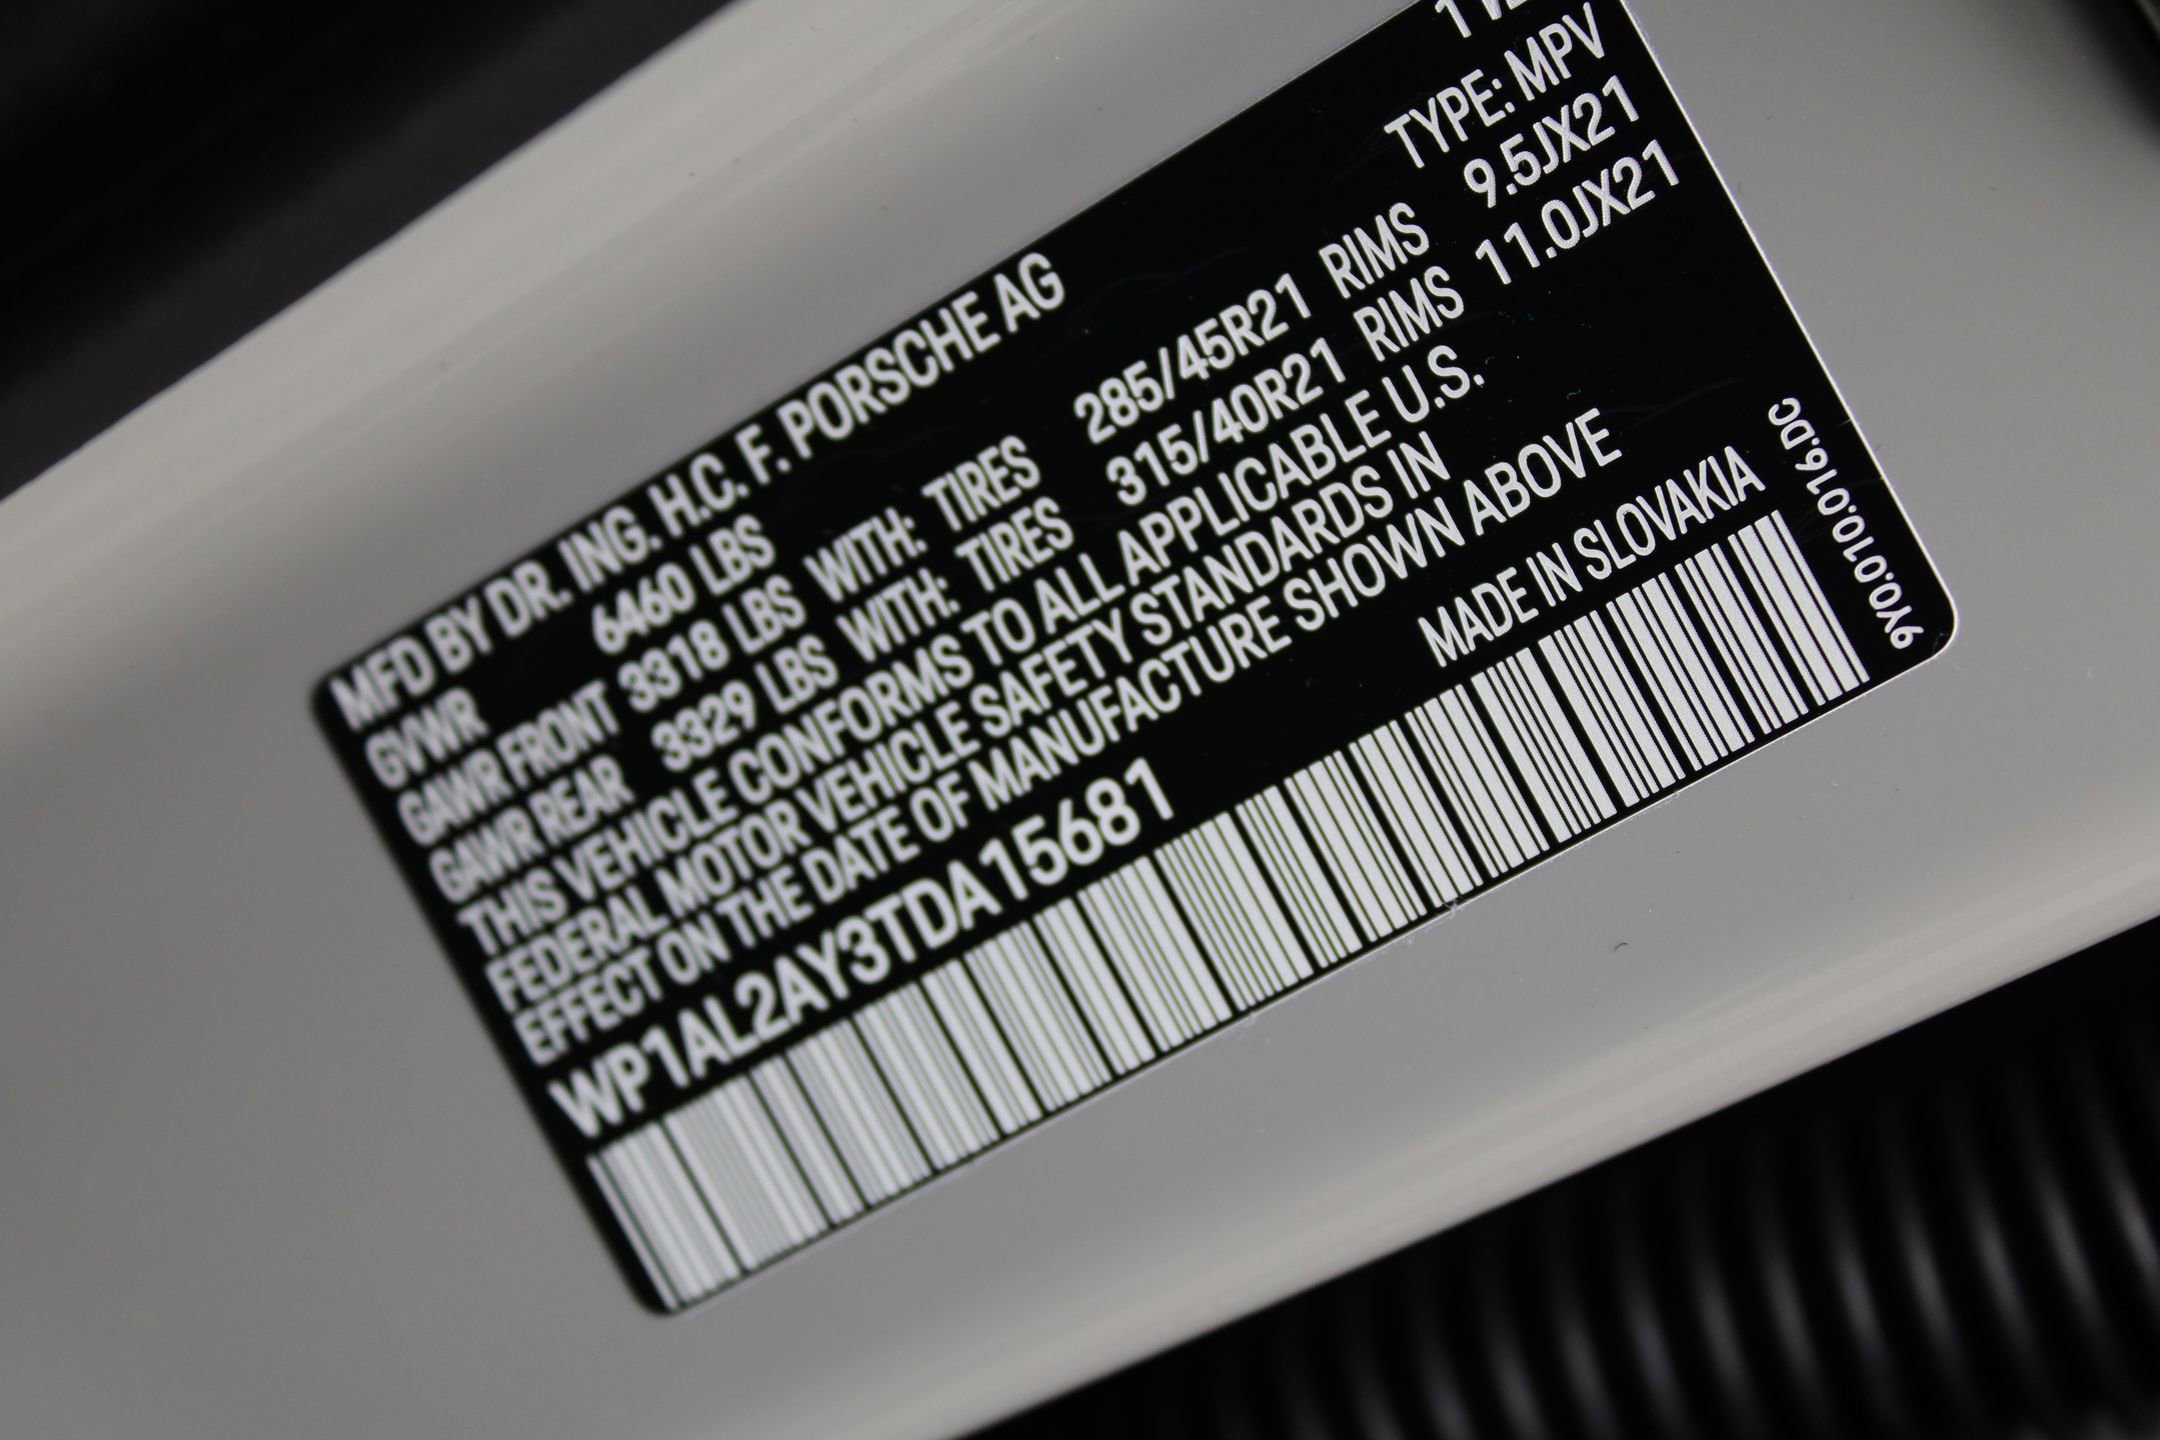 MFD BY DR. ING. H.C. F. PORSCHE AG
GVWR 6460 LBS TYPE: MPV
GAWR FRONT 3318 LBS WITH: TIRES 285/45R21 RIMS 9.5JX21
GAWR REAR 3329 LBS WITH: TIRES 315/40R21 RIMS 11.0JX21
THIS VEHICLE CONFORMS TO ALL APPLICABLE U.S.
FEDERAL MOTOR VEHICLE SAFETY STANDARDS IN
EFFECT ON THE DATE OF MANUFACTURE SHOWN ABOVE
WP1AL2AY3TDA15681 MADE IN SLOVAKIA
9Y0.010.016.DC